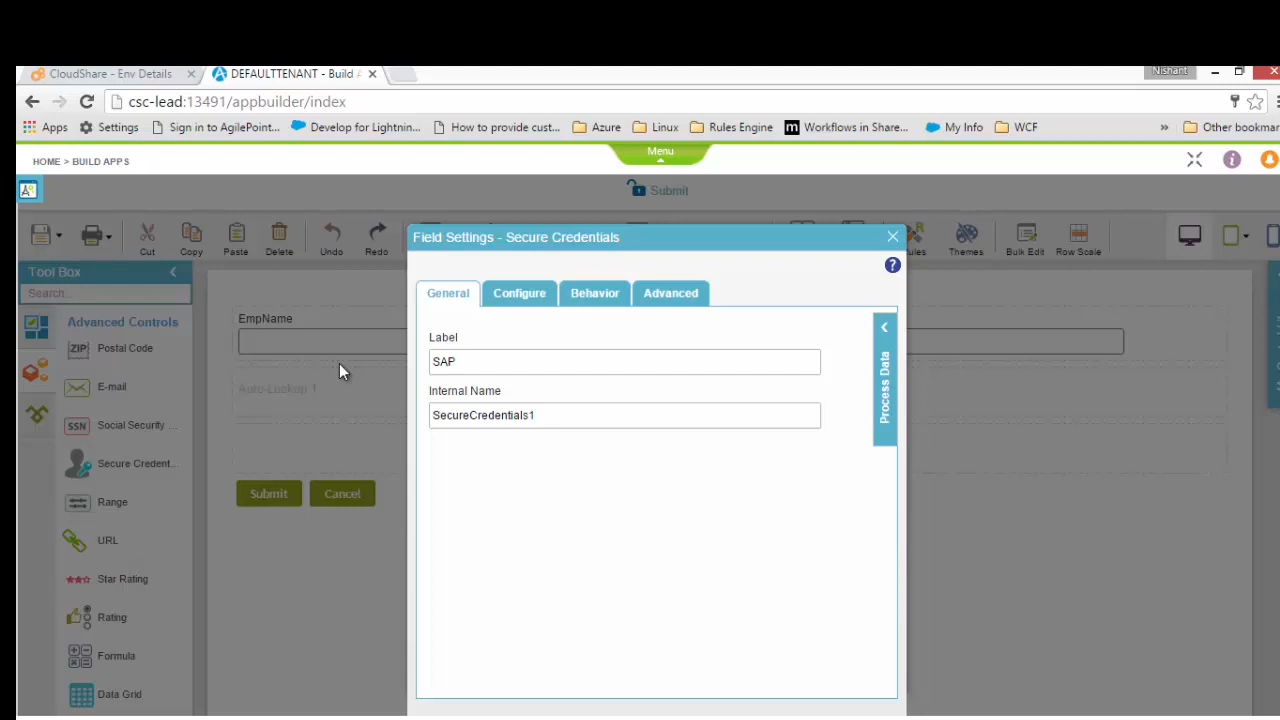 CloudShare - Env Details
DEFAULTTENANT - Build A
Nishant
csc-lead:13491/appbuilder/index
Apps
Settings
Sign in to AgilePoint...
Develop for Lightnin...
How to provide cust...
Azure
Linux
Rules Engine
Workflows in Share...
My Info
WCF
»
Other bookmar
HOME > BUILD APPS
Menu
Submit
Cut
Copy
Paste
Delete
Undo
Redo
ules
Themes
Bulk Edit
Row Scale
Tool Box
Search...
Advanced Controls
ZIP Postal Code
E-mail
SSN Social Security ...
Secure Credent...
Range
URL
Star Rating
Rating
Formula
Data Grid
EmpName
Auto-Lookup 1
Submit
Cancel
Field Settings - Secure Credentials
General
Configure
Behavior
Advanced
Label
SAP
Internal Name
SecureCredentials1
Process Data